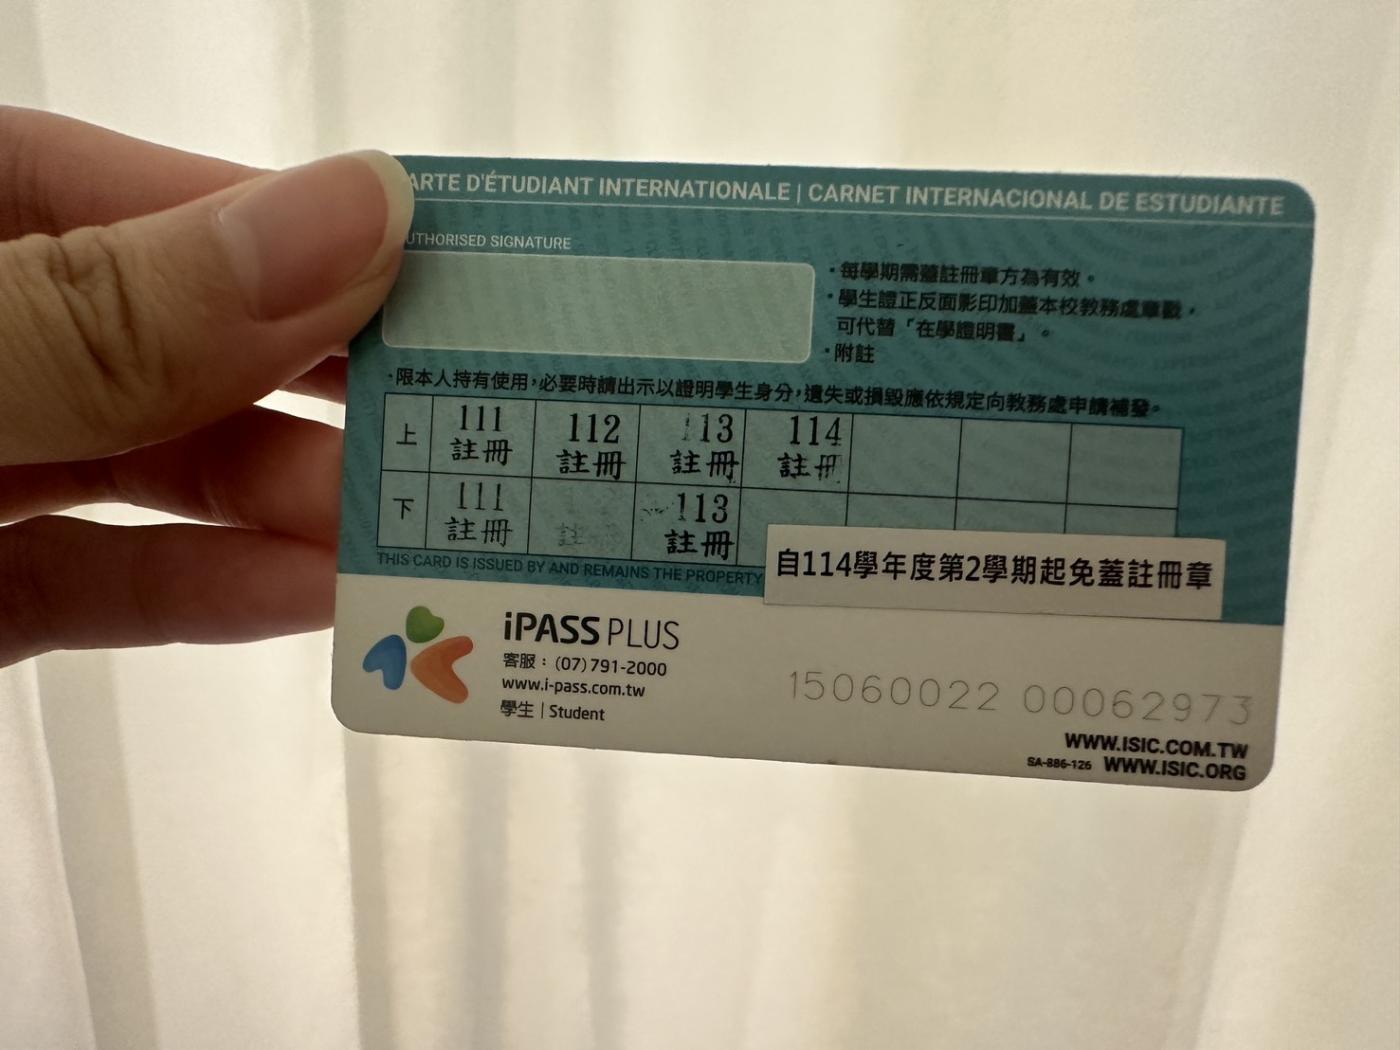 ARTE D'ÉTUDIANT INTERNATIONALE | CARNET INTERNACIONAL DE ESTUDIANTE
UTHORISED SIGNATURE
・每學期需蓋註冊章方為有效。
・學生證正反面影印加蓋本校教務處章戳，
可代替「在學證明書」。
・附註
・限本人持有使用，必要時請出示以證明學生身分，遺失或損毀應依規定向教務處申請補發。
上 111 註冊 112 註冊 113 註冊 114 註冊
下 111 註冊 註 113 註冊
THIS CARD IS ISSUED BY AND REMAINS THE PROPERTY
自114學年度第2學期起免蓋註冊章
iPASS PLUS
客服：(07)791-2000
www.i-pass.com.tw
學生 | Student
15060022 00062973
WWW.ISIC.COM.TW
SA-886-126 WWW.ISIC.ORG